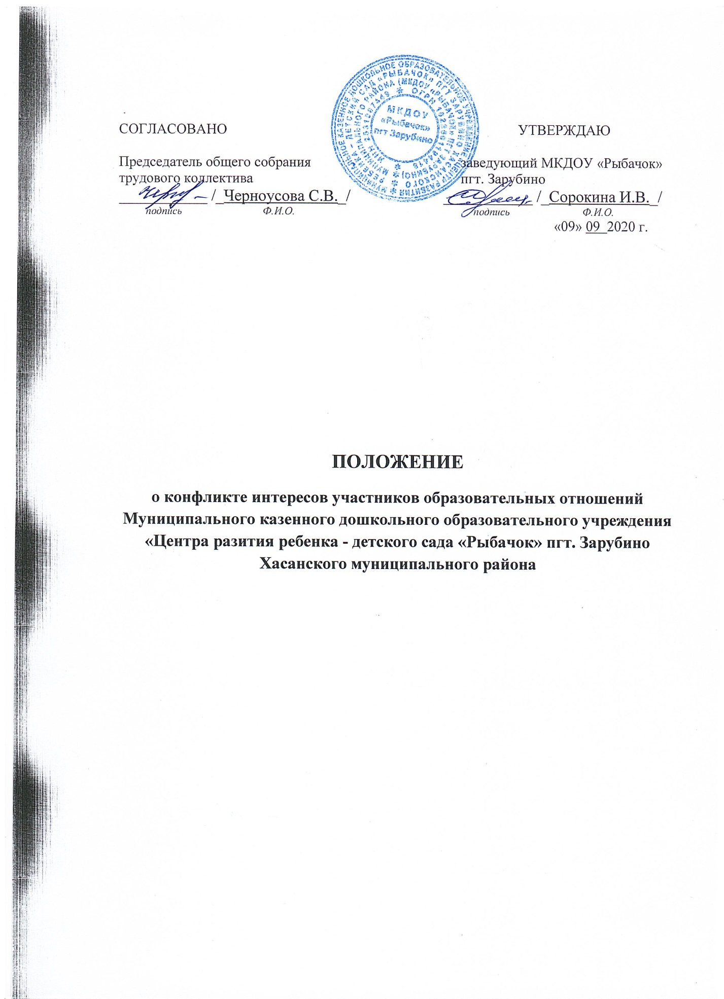 СОГЛАСОВАНО
Председатель общего собрания
трудового коллектива
/ Черноусова С.В. /
подпись Ф.И.О.
МКДОУ
«Рыбачок»
пгт Зарубино
УТВЕРЖДАЮ
заведующий МКДОУ «Рыбачок»
пгт. Зарубино
/ Сорокина И.В. /
подпись Ф.И.О.
«09» 09 2020 г.
ПОЛОЖЕНИЕ
о конфликте интересов участников образовательных отношений
Муниципального казенного дошкольного образовательного учреждения
«Центра разития ребенка - детского сада «Рыбачок» пгт. Зарубино
Хасанского муниципального района